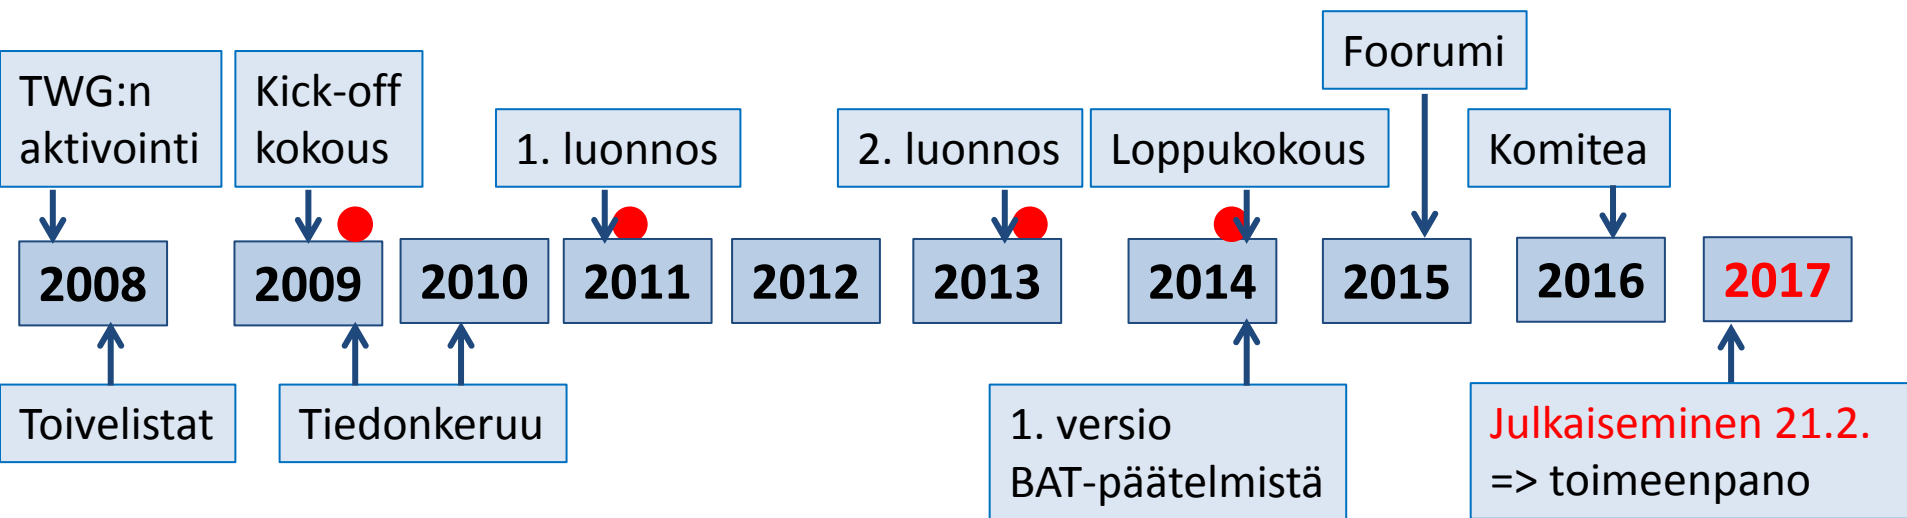 Foorumi
TWG:n
aktivointi
Kick-off
kokous
1. luonnos
2. luonnos
Loppukokous
Komitea
2008
2009
2010
2011
2012
2013
2014
2015
2016
2017
Toivelistat
Tiedonkeruu
1. versio
BAT-päätelmistä
Julkaiseminen 21.2.
=> toimeenpano